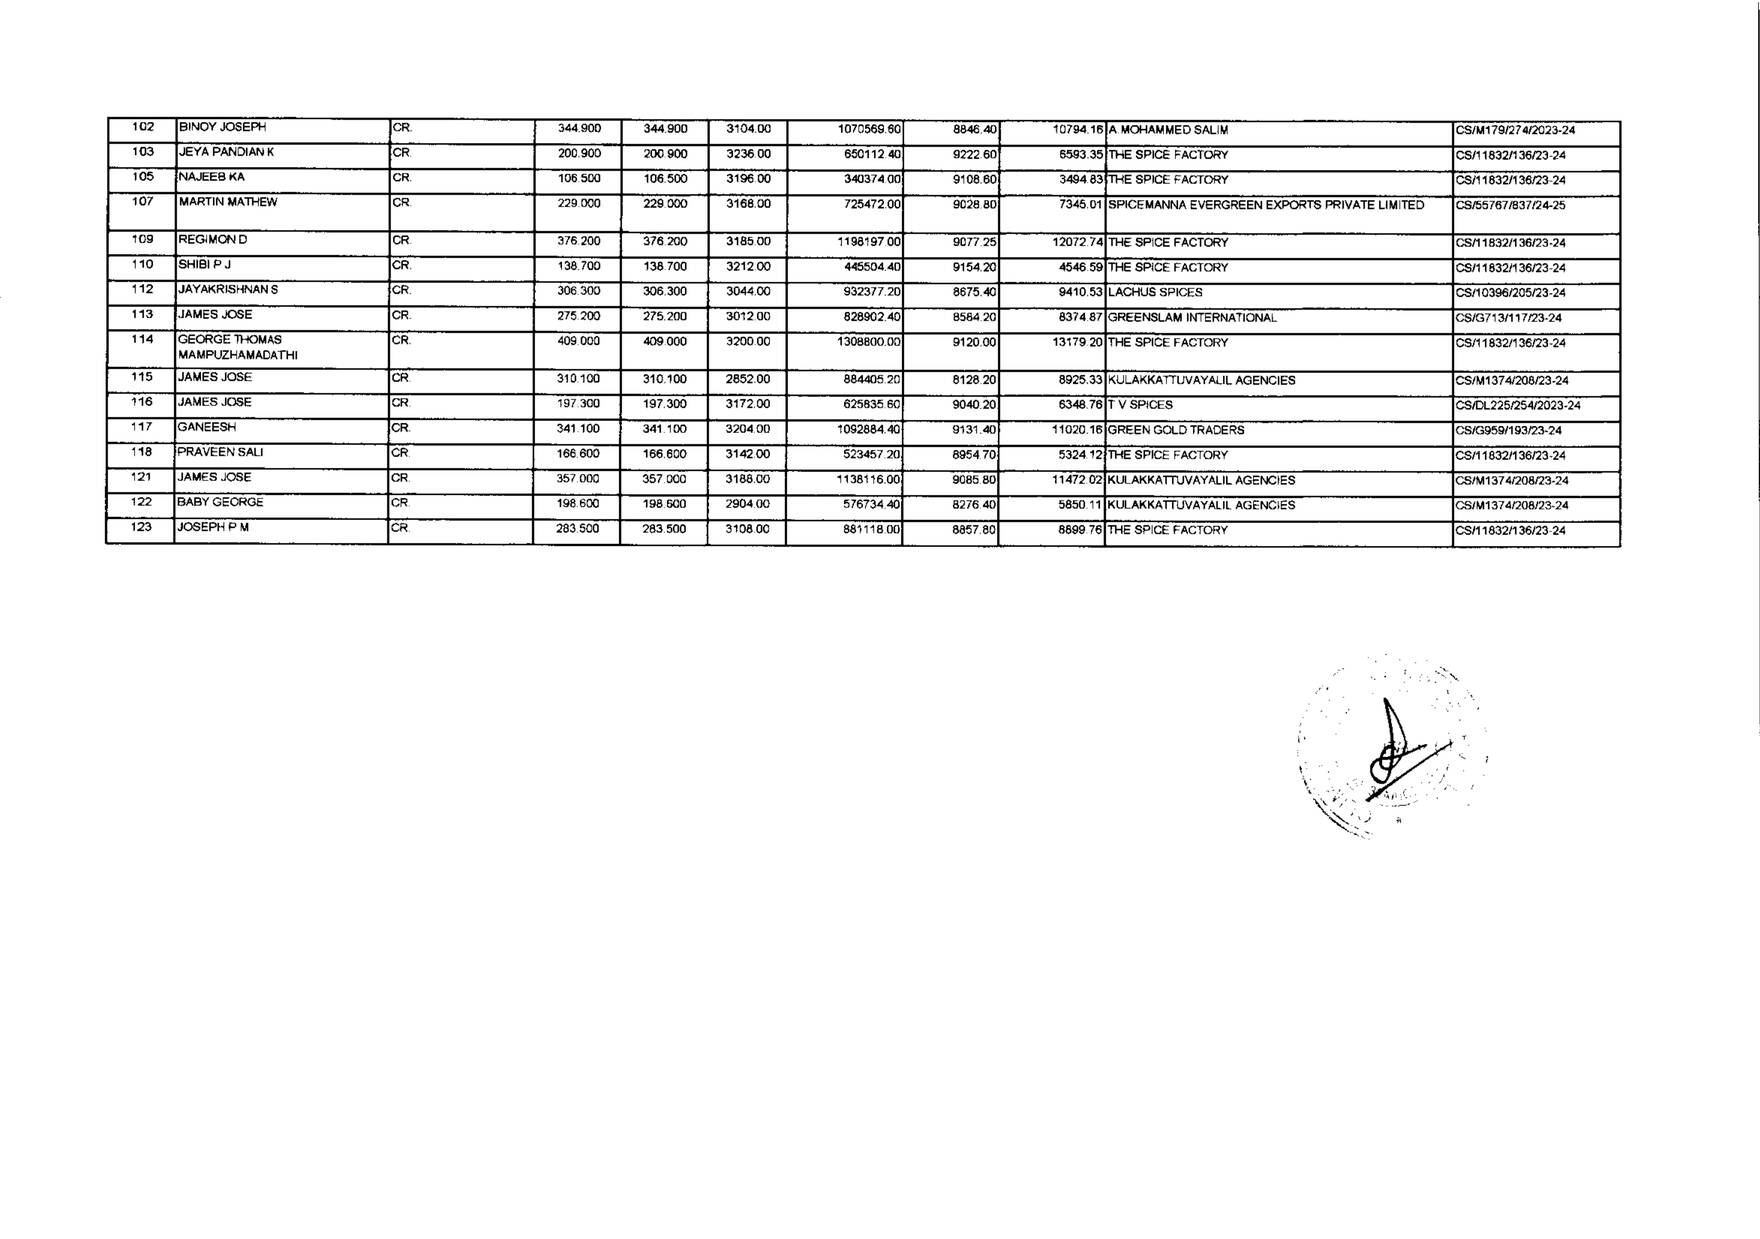 102 BINOY JOSEPH CR. 344.900 344.900 3104.00 1070569.60 8846.40 10794.16 A MOHAMMED SALIM CS/M179/274/2023-24
103 JEYA PANDIAN K CR. 200.900 200.900 3236.00 650112.40 9222.60 6593.35 THE SPICE FACTORY CS/11832/136/23-24
105 NAJEEB KA CR. 106.500 106.500 3196.00 340374.00 9108.60 3494.83 THE SPICE FACTORY CS/11832/136/23-24
107 MARTIN MATHEW CR. 229.000 229.000 3168.00 725472.00 9028.80 7345.01 SPICEMANNA EVERGREEN EXPORTS PRIVATE LIMITED CS/55767/837/24-25
109 REGIMON D CR. 376.200 376.200 3185.00 1198197.00 9077.25 12072.74 THE SPICE FACTORY CS/11832/136/23-24
110 SHIBI P J CR. 138.700 138.700 3212.00 445504.40 9154.20 4546.59 THE SPICE FACTORY CS/11832/136/23-24
112 JAYAKRISHNAN S CR. 306.300 306.300 3044.00 932377.20 8675.40 9410.53 LACHUS SPICES CS/10396/205/23-24
113 JAMES JOSE CR. 275.200 275.200 3012.00 828902.40 8584.20 8374.87 GREENSLAM INTERNATIONAL CS/G713/117/23-24
114 GEORGE THOMAS CR. 409.000 409.000 3200.00 1308800.00 9120.00 13179.20 THE SPICE FACTORY CS/11832/136/23-24
MAMPUZHAMADATHI
115 JAMES JOSE CR. 310.100 310.100 2852.00 884405.20 8128.20 8925.33 KULAKKATTUVAYALIL AGENCIES CS/M1374/208/23-24
116 JAMES JOSE CR. 197.300 197.300 3172.00 625835.60 9040.20 6348.76 T V SPICES CS/DL225/254/2023-24
117 GANEESH CR. 341.100 341.100 3204.00 1092884.40 9131.40 11020.16 GREEN GOLD TRADERS CS/G959/193/23-24
118 PRAVEEN SALI CR. 166.600 166.600 3142.00 523457.20 8954.70 5324.12 THE SPICE FACTORY CS/11832/136/23-24
121 JAMES JOSE CR. 357.000 357.000 3188.00 1138116.00 9085.80 11472.02 KULAKKATTUVAYALIL AGENCIES CS/M1374/208/23-24
122 BABY GEORGE CR. 198.600 198.600 2904.00 576734.40 8276.40 5850.11 KULAKKATTUVAYALIL AGENCIES CS/M1374/208/23-24
123 JOSEPH P M CR. 283.500 283.500 3108.00 881118.00 8857.80 8899.76 THE SPICE FACTORY CS/11832/136/23-24